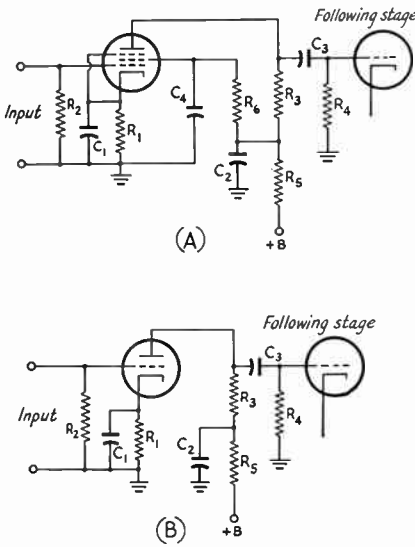 Following stage
C3
R6
R3
C4
R4
Input
R2
R1
C1
C2
R5
(A)
+B
Following stage
C3
R3
R4
Input
R2
R1
C1
C2
R5
(B)
+B